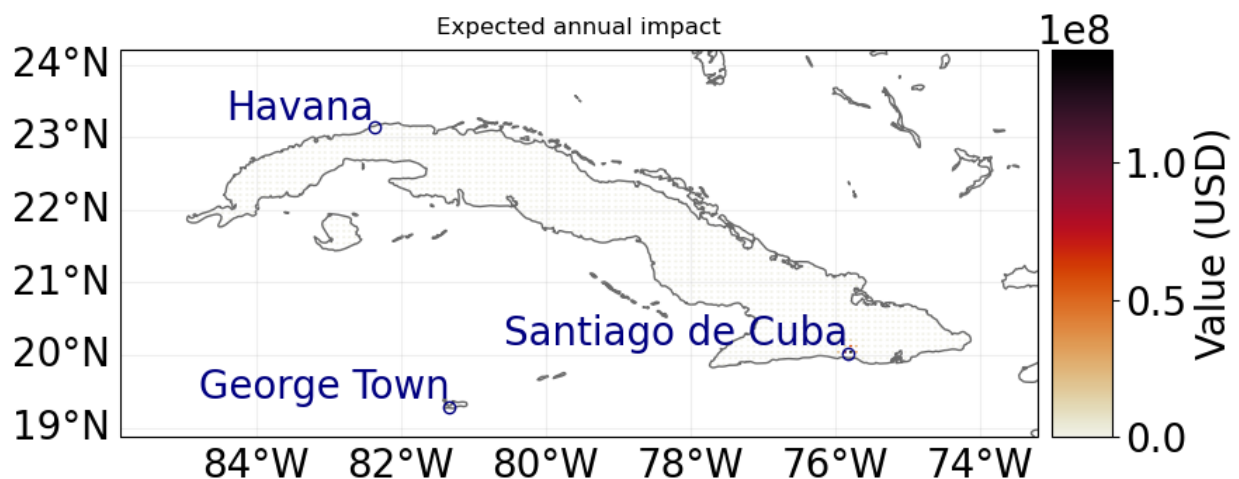 Expected annual impact
1e8
24°N
23°N
22°N
21°N
20°N
19°N
Havana
Santiago de Cuba
George Town
84°W 82°W 80°W 78°W 76°W 74°W
1.0
0.5
0.0
Value (USD)